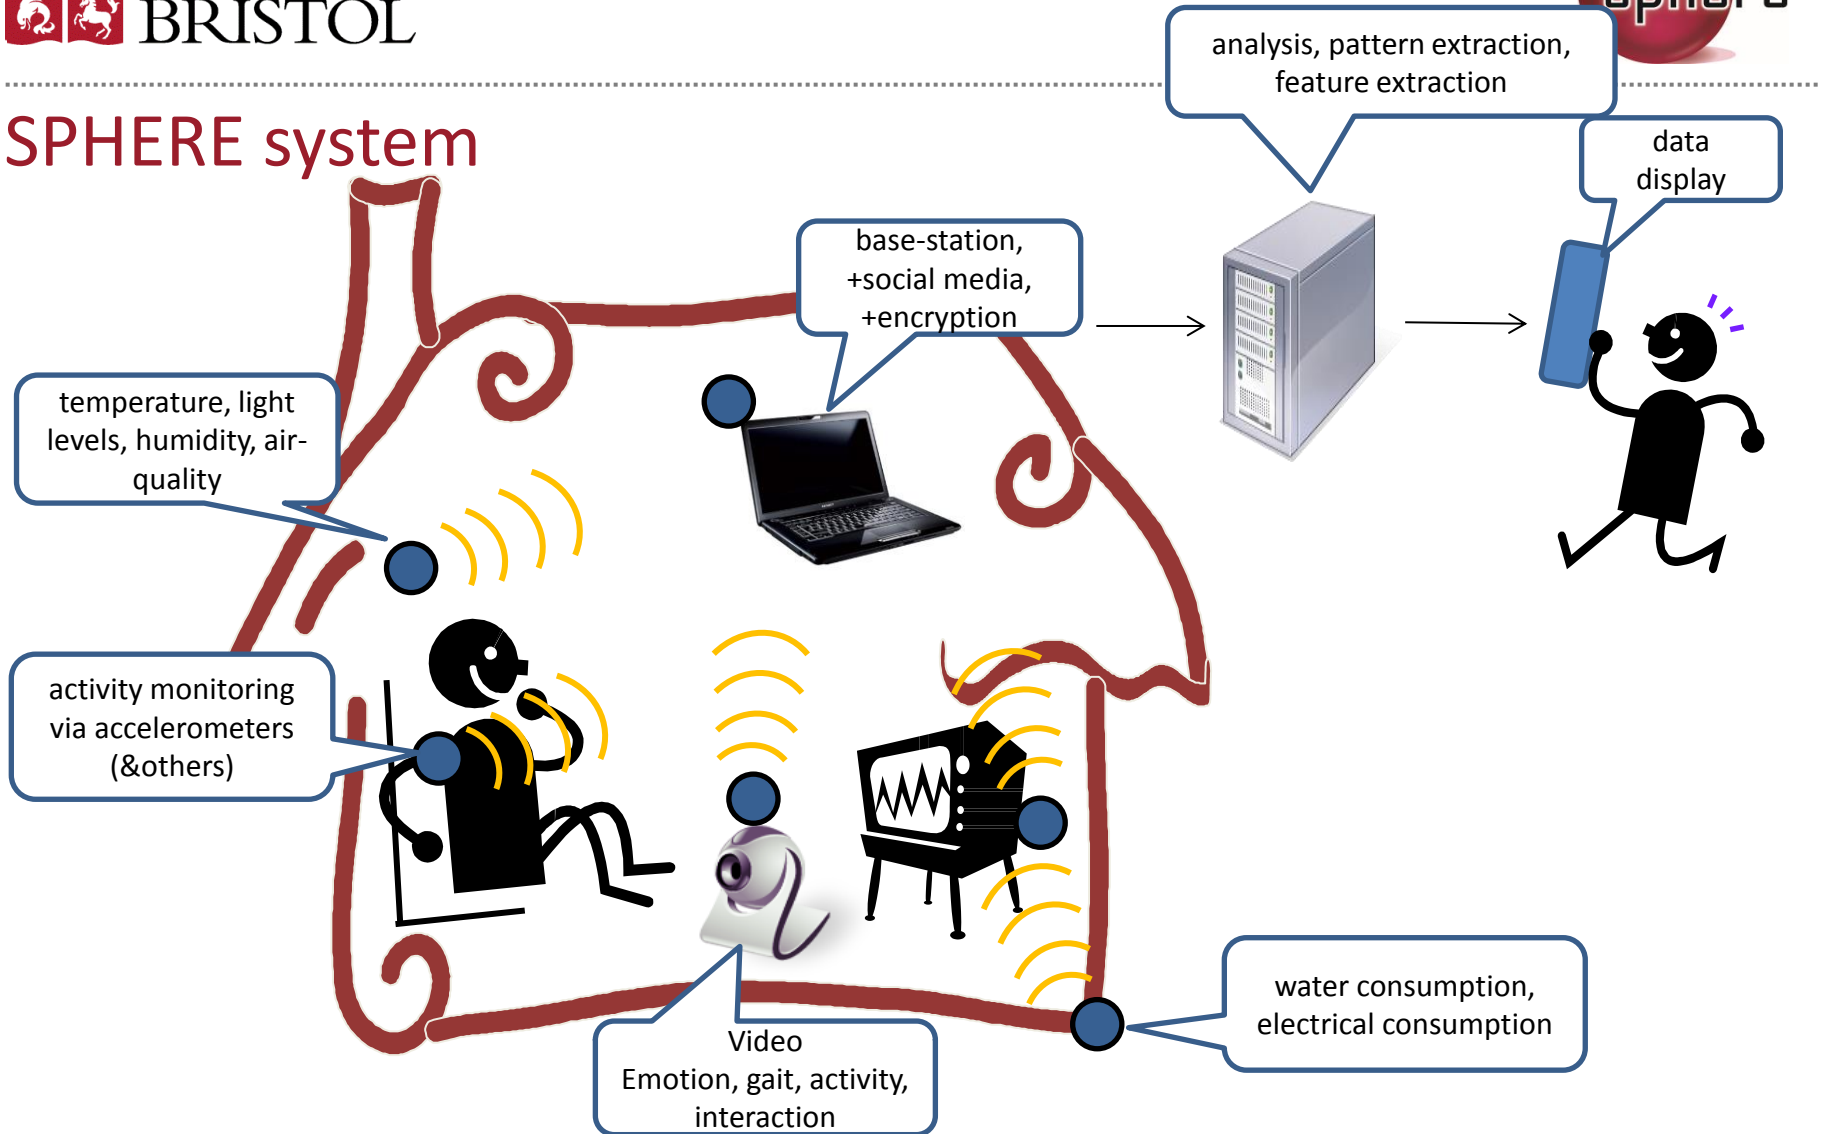 BRISTOL
sphere
SPHERE system
analysis, pattern extraction,
feature extraction
data
display
base-station,
+social media,
+encryption
temperature, light
levels, humidity, air-
quality
activity monitoring
via accelerometers
(&others)
water consumption,
electrical consumption
Video
Emotion, gait, activity,
interaction